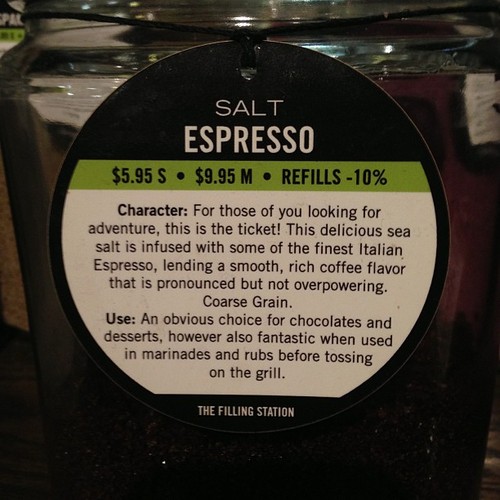 SALT
ESPRESSO
$5.95 S • $9.95 M • REFILLS -10%
Character: For those of you looking for
adventure, this is the ticket! This delicious sea
salt is infused with some of the finest Italian
Espresso, lending a smooth, rich coffee flavor
that is pronounced but not overpowering.
Coarse Grain.
Use: An obvious choice for chocolates and
desserts, however also fantastic when used
in marinades and rubs before tossing
on the grill.
THE FILLING STATION